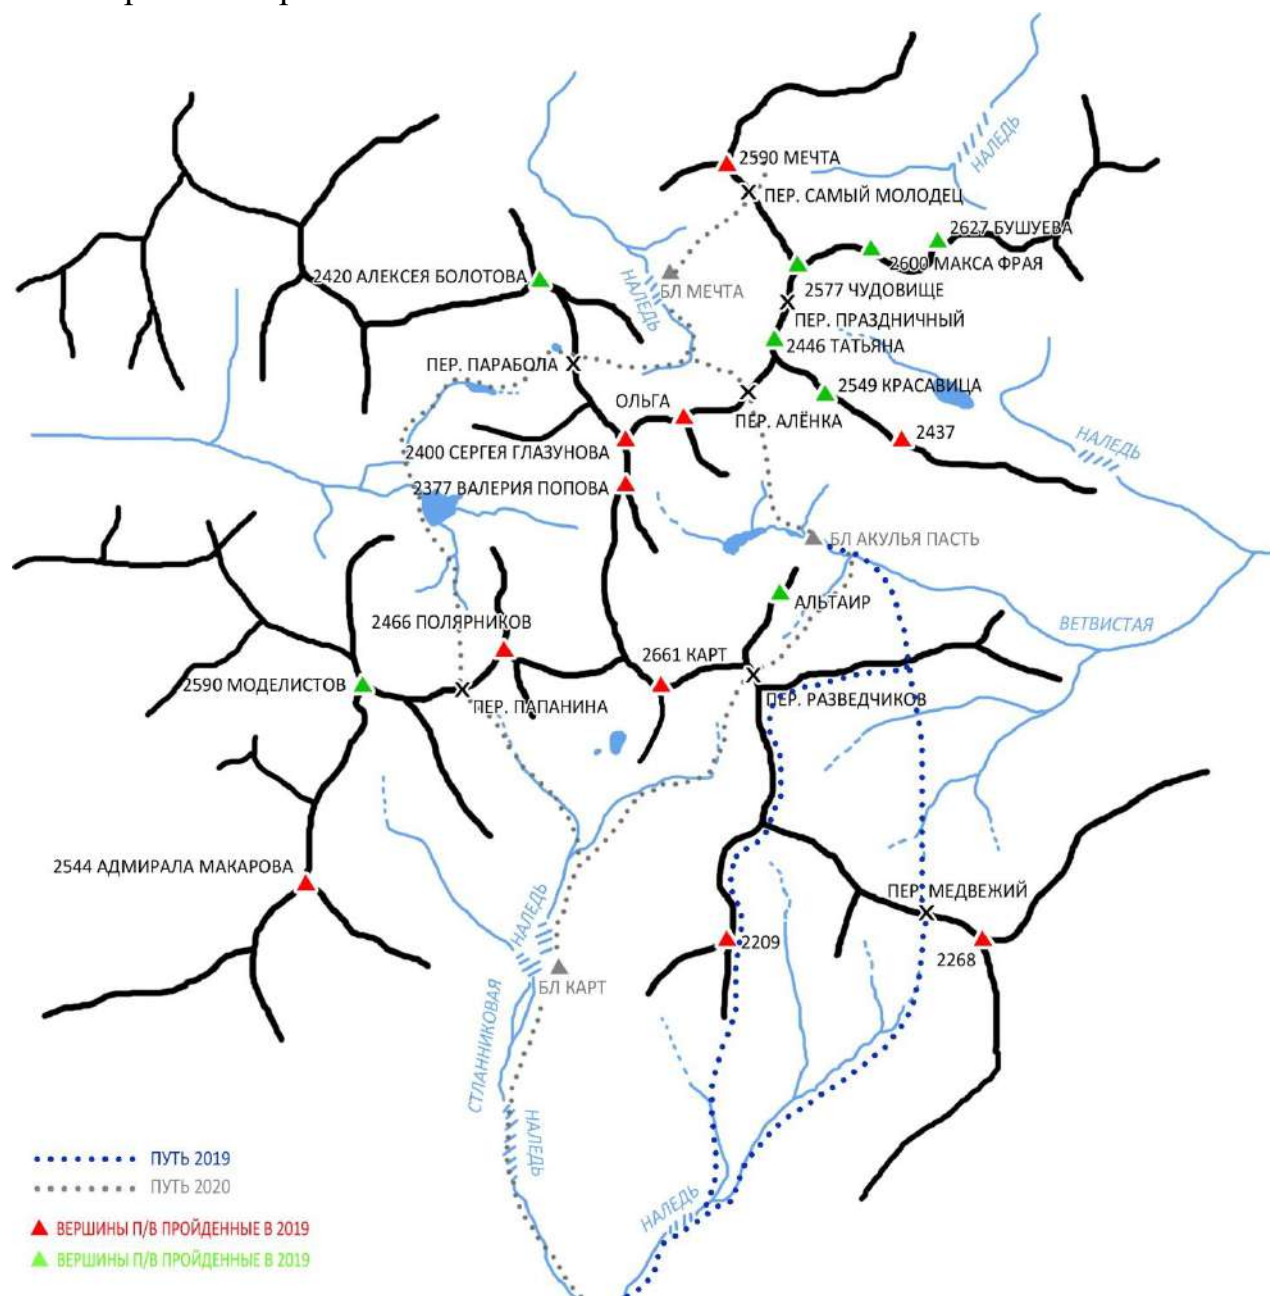 НАЛЕДЬ
2590 МЕЧТА
ПЕР. САМЫЙ МОЛОДЕЦ
2627 БУШУЕВА
2600 МАКСА ФРАЯ
2420 АЛЕКСЕЯ БОЛОТОВА
НАЛЕДЬ
БЛ МЕЧТА
2577 ЧУДОВИЩЕ
ПЕР. ПРАЗДНИЧНЫЙ
2446 ТАТЬЯНА
ПЕР. ПАРАБОЛА
2549 КРАСАВИЦА
ОЛЬГА
ПЕР. АЛЁНКА
2437
НАЛЕДЬ
2400 СЕРГЕЯ ГЛАЗУНОВА
2377 ВАЛЕРИЯ ПОПОВА
БЛ АКУЛЬЯ ПАСТЬ
АЛЬТАИР
2466 ПОЛЯРНИКОВ
ВЕТВИСТАЯ
2661 КАРТ
2590 МОДЕЛИСТОВ
ПЕР. ПАПАНИНА
ПЕР. РАЗВЕДЧИКОВ
2544 АДМИРАЛА МАКАРОВА
ПЕР. МЕДВЕЖИЙ
НАЛЕДЬ
2209
2268
БЛ КАРТ
СТЛАННИКОВАЯ
НАЛЕДЬ
НАЛЕДЬ
ПУТЬ 2019
ПУТЬ 2020
ВЕРШИНЫ П/В ПРОЙДЕННЫЕ В 2019
ВЕРШИНЫ П/В ПРОЙДЕННЫЕ В 2019